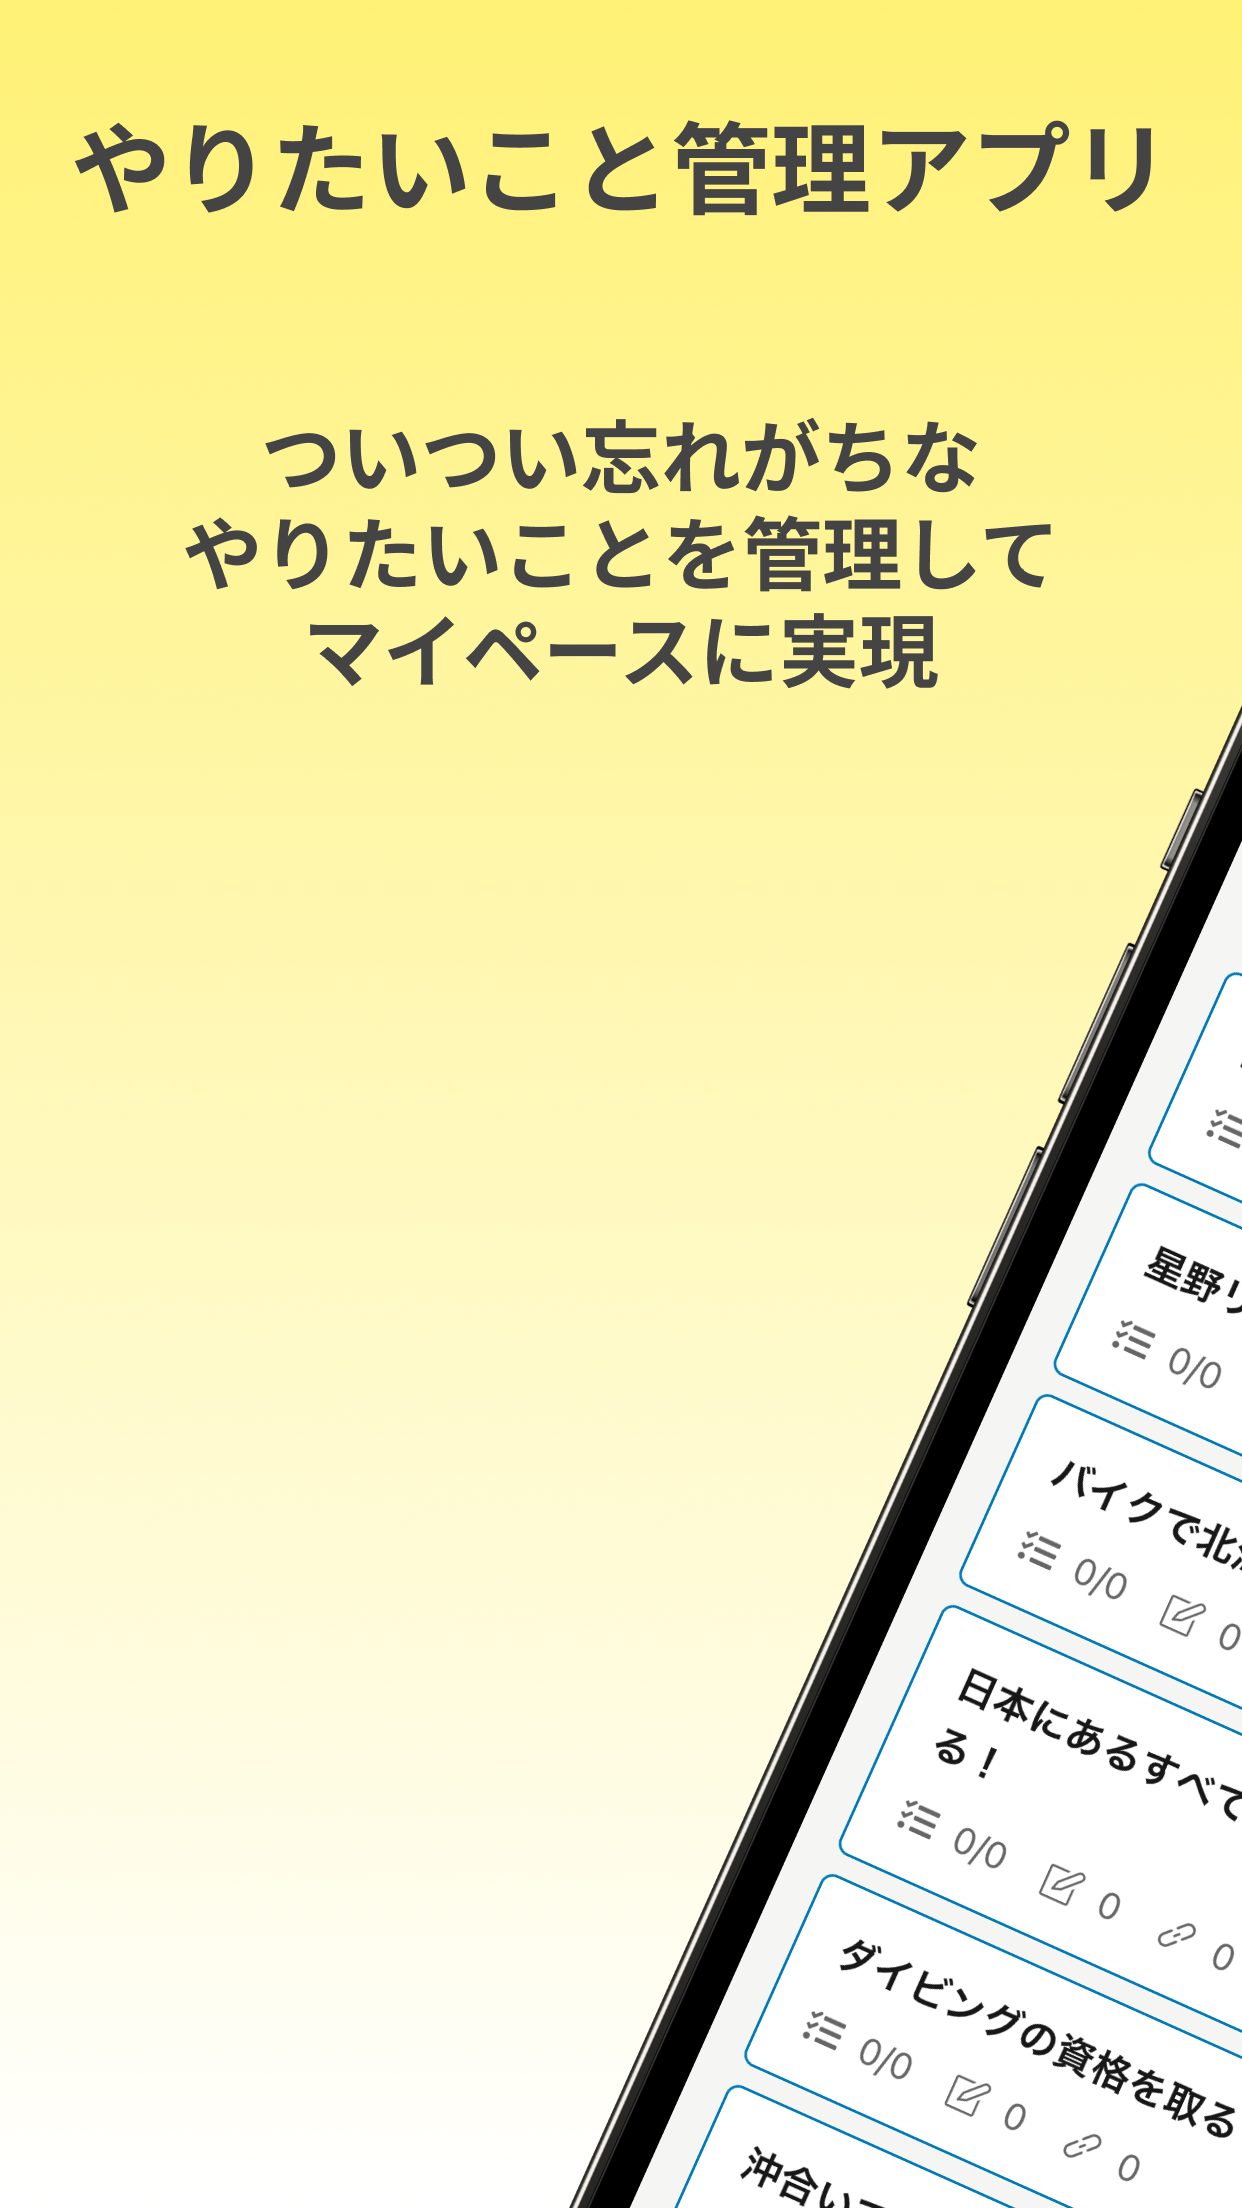 やりたいこと管理アプリ
ついつい忘れがちな
やりたいことを管理して
マイペースに実現
星野リ
0/0
バイクで北海
0/0 0
日本にあるすべて
る！
0/0 0 0
ダイビングの資格を取る
0/0 0 0
沖合い